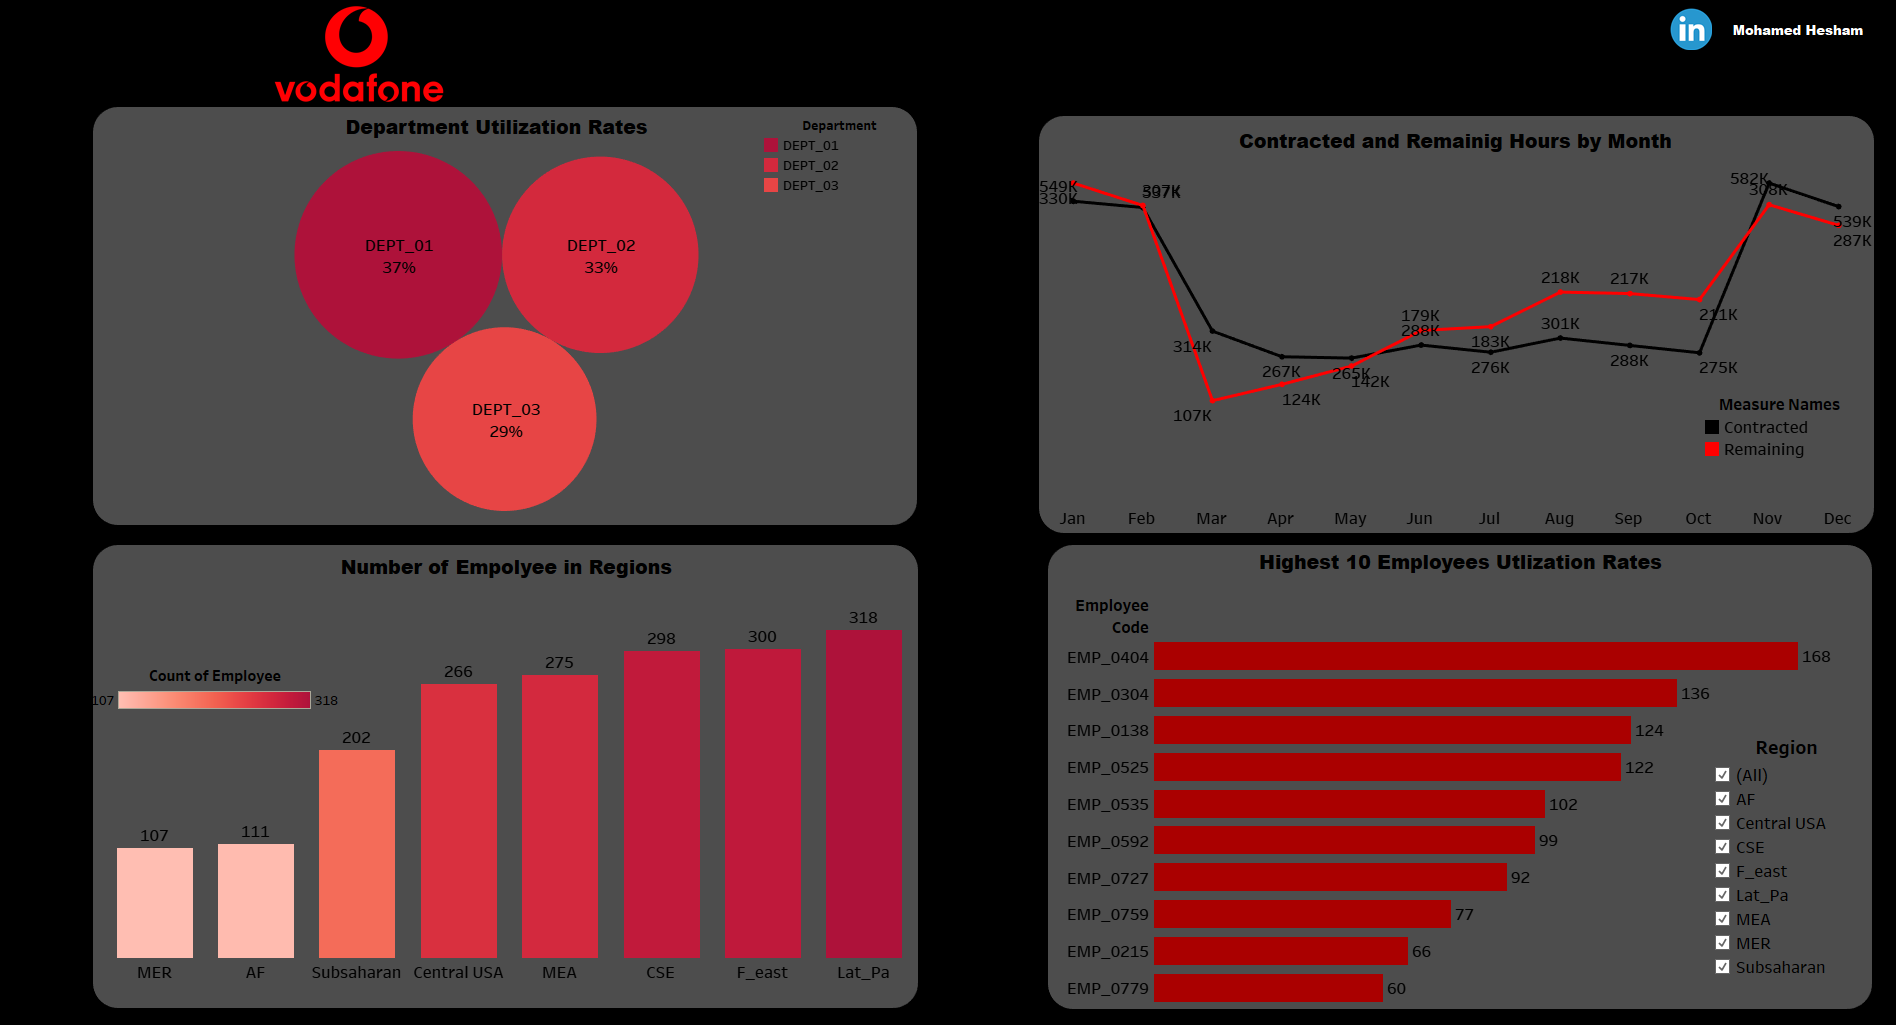 vodafone
Mohamed Hesham
Department Utilization Rates
Department
DEPT_01
DEPT_02
DEPT_03
DEPT_01
37%
DEPT_02
33%
DEPT_03
29%
Contracted and Remainig Hours by Month
549K
330K
307K
582K
308K
539K
287K
218K
217K
211K
179K
288K
301K
314K
183K
267K
265K
142K
276K
288K
275K
124K
107K
Measure Names
Contracted
Remaining
Jan Feb Mar Apr May Jun Jul Aug Sep Oct Nov Dec
Number of Empolyee in Regions
318
298
300
275
266
Count of Employee
107 318
202
107
111
MER AF Subsaharan Central USA MEA CSE F_east Lat_Pa
Highest 10 Employees Utlization Rates
Employee
Code
EMP_0404 168
EMP_0304 136
EMP_0138 124
EMP_0525 122
EMP_0535 102
EMP_0592 99
EMP_0727 92
EMP_0759 77
EMP_0215 66
EMP_0779 60
Region
(All)
AF
Central USA
CSE
F_east
Lat_Pa
MEA
MER
Subsaharan
in